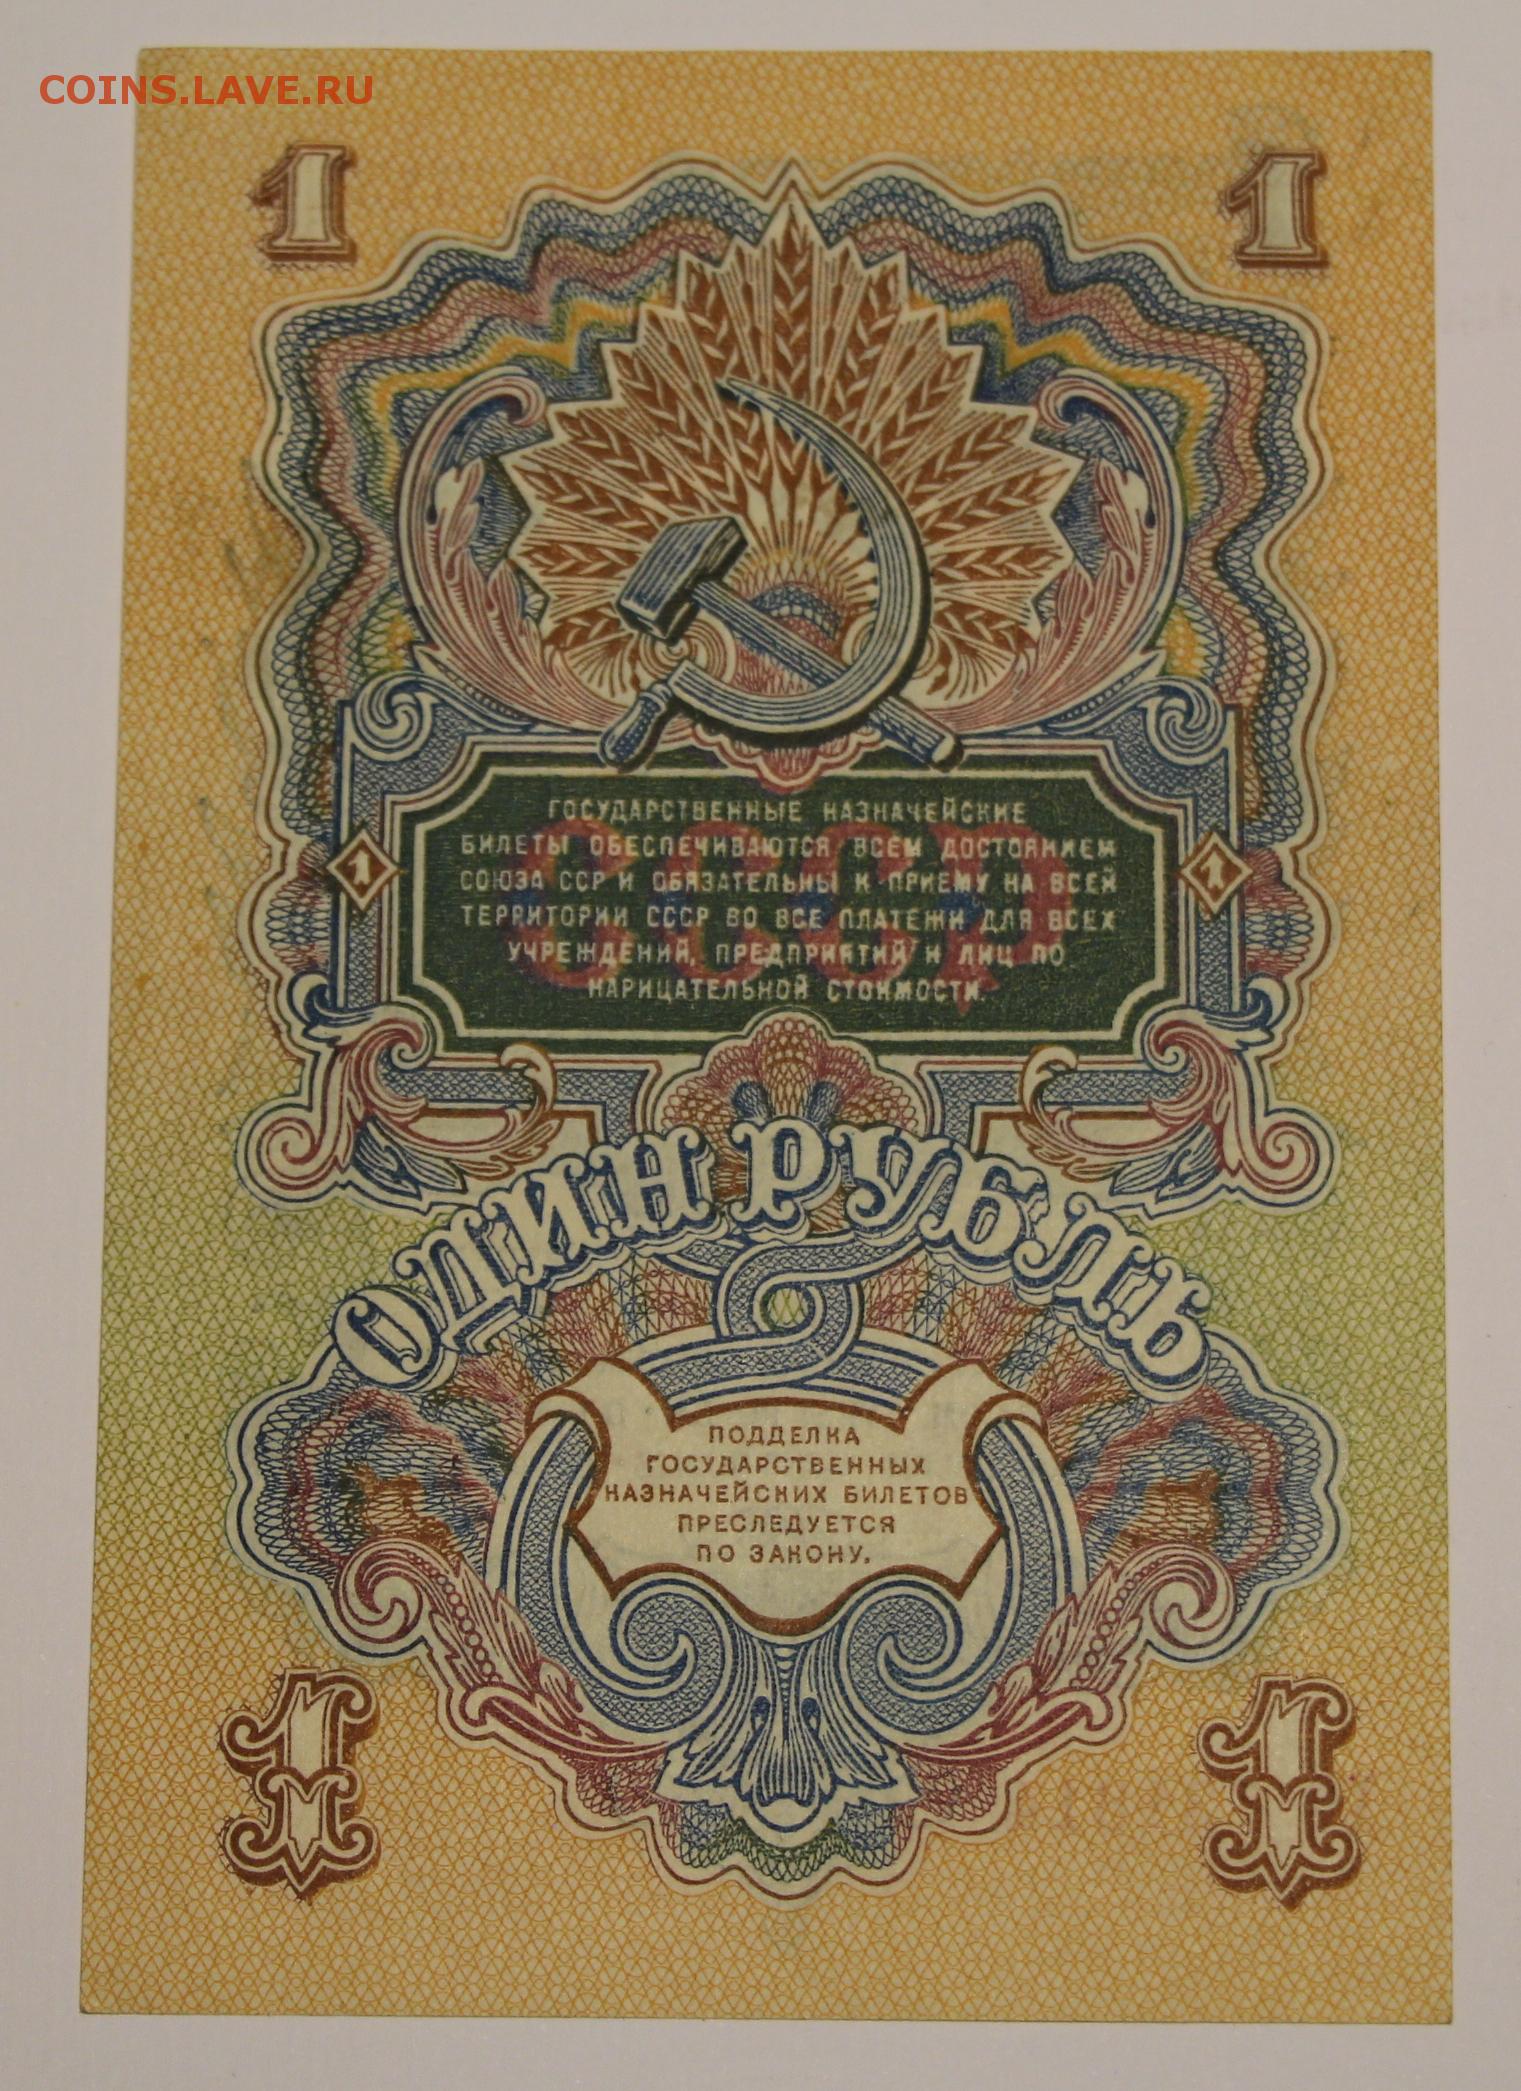 COINS.LAVE.RU
1 1
ГОСУДАРСТВЕННЫЕ НАЗНАЧЕЙСКИЕ
БИЛЕТЫ ОБЕСПЕЧИВАЮТСЯ ВСЕМ ДОСТОЯНИЕМ
СОЮЗА ССР И ОБЯЗАТЕЛЬНЫ К ПРИЕМУ НА ВСЕЙ
1 1
ТЕРРИТОРИИ СССР ВО ВСЕ ПЛАТЕЖИ ДЛЯ ВСЕХ
УЧРЕЖДЕНИЙ, ПРЕДПРИЯТИЙ И ЛИЦ ПО
НАРИЦАТЕЛЬНОЙ СТОИМОСТИ.
СССР
ОДИН РУБЛЬ
ПОДДЕЛКА
ГОСУДАРСТВЕННЫХ
НАЗНАЧЕЙСКИХ БИЛЕТОВ
ПРЕСЛЕДУЕТСЯ
ПО ЗАКОНУ.
1 1